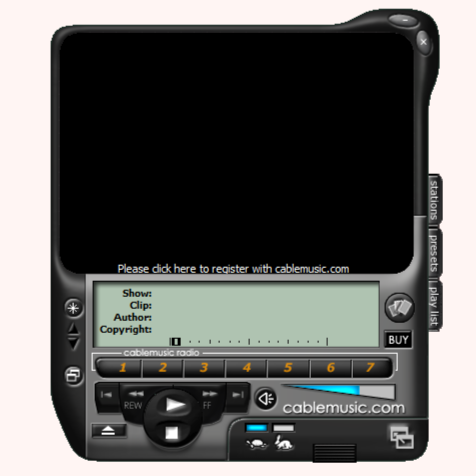 stations
presets
play list
Please click here to register with cablemusic.com
Show:
Clip:
Author:
Copyright:
BUY
cablemusic radio
1 2 3 4 5 6 7
REW FF
cablemusic.com